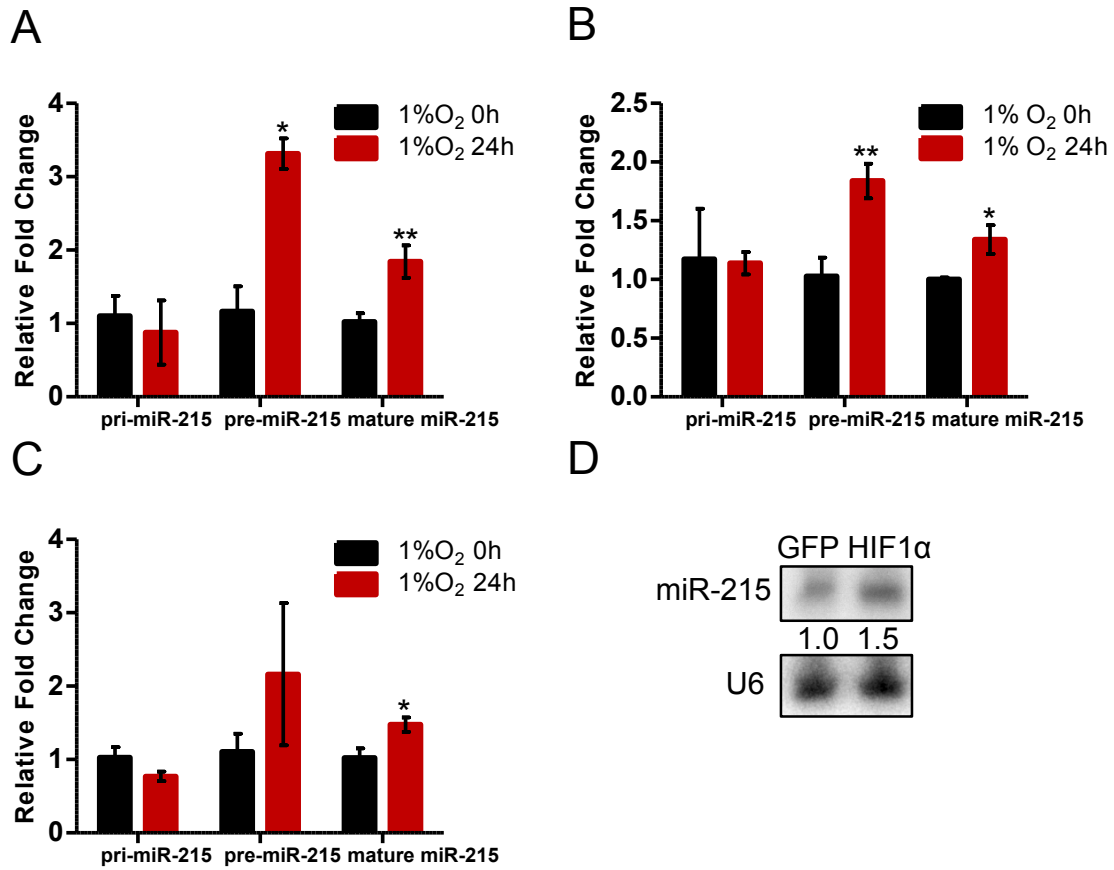 A
Relative Fold Change
4
3
2
1
0
1%O₂ 0h
1%O₂ 24h
*
**
pri-miR-215 pre-miR-215 mature miR-215
B
Relative Fold Change
2.5
2.0
1.5
1.0
0.5
0.0
1% O₂ 0h
1% O₂ 24h
**
*
pri-miR-215 pre-miR-215 mature miR-215
C
Relative Fold Change
4
3
2
1
0
1%O₂ 0h
1%O₂ 24h
*
pri-miR-215 pre-miR-215 mature miR-215
D
GFP HIF1α
miR-215
1.0 1.5
U6